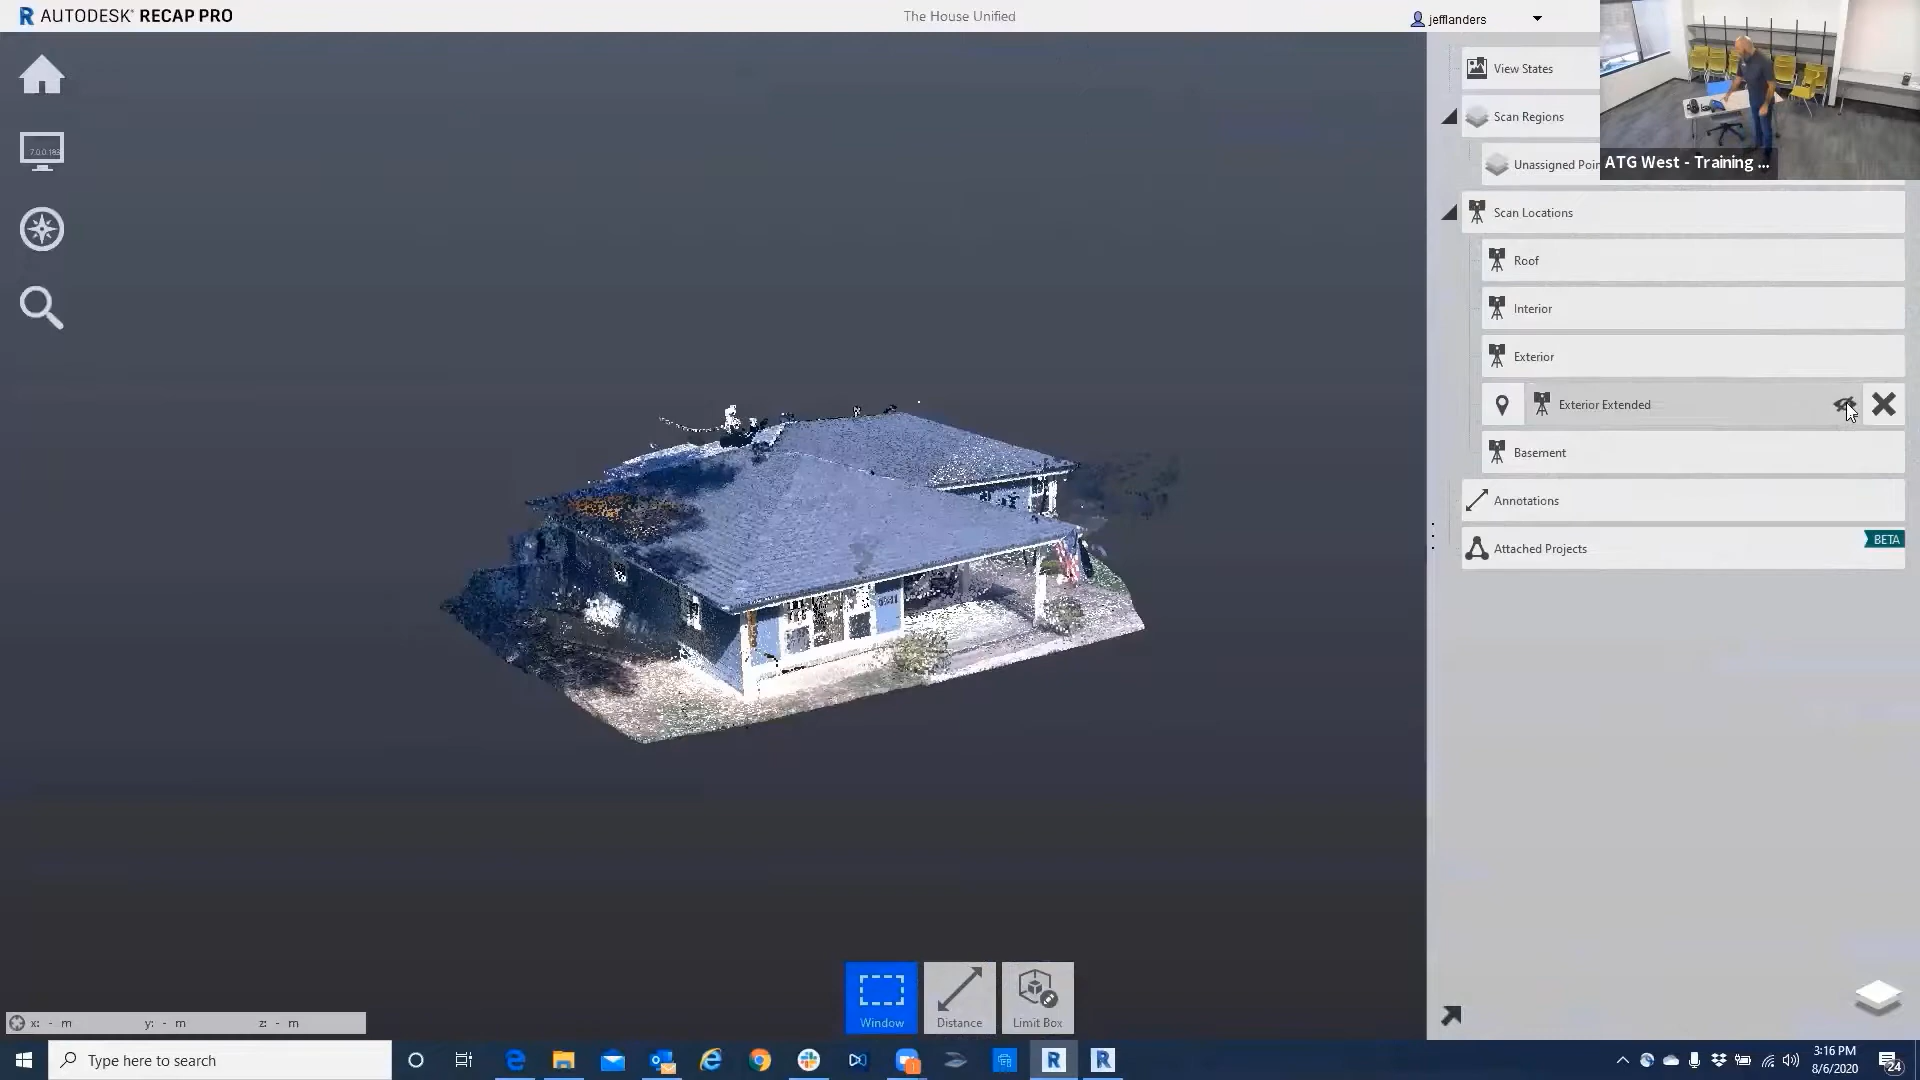 R AUTODESK® RECAP PRO
The House Unified
jefflanders
View States
Scan Regions
ATG West - Training ...
Scan Locations
Roof
Interior
Exterior
Exterior Extended
Basement
Annotations
BETA
Attached Projects
x: - m y: - m z: - m
Window
Distance
Limit Box
Type here to search
3:16 PM
8/6/2020
24